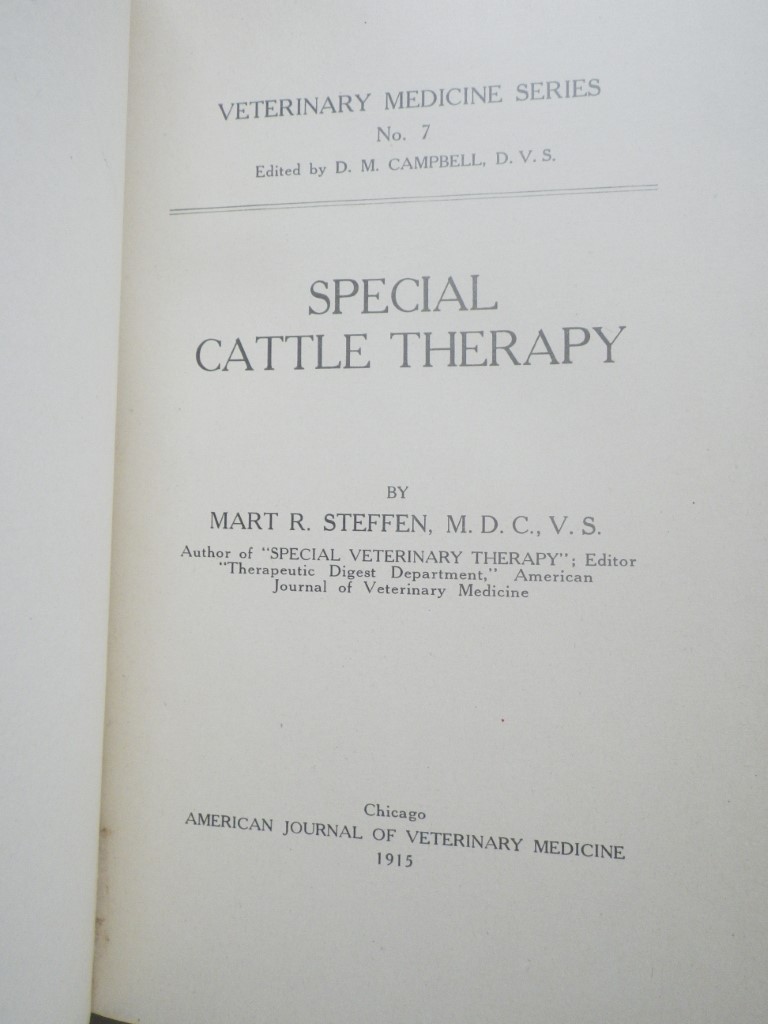 VETERINARY MEDICINE SERIES
No. 7
Edited by D. M. CAMPBELL, D. V. S.
SPECIAL
CATTLE THERAPY
BY
MART R. STEFFEN, M. D. C., V. S.
Author of "SPECIAL VETERINARY THERAPY"; Editor
"Therapeutic Digest Department," American
Journal of Veterinary Medicine
Chicago
AMERICAN JOURNAL OF VETERINARY MEDICINE
1915